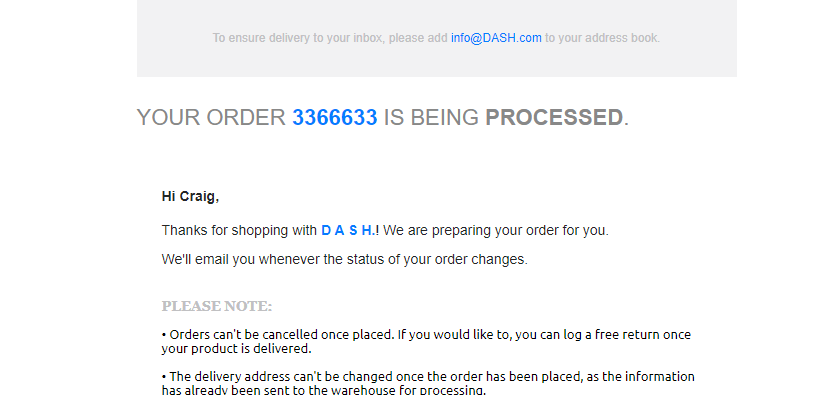 To ensure delivery to your inbox, please add info@DASH.com to your address book.
YOUR ORDER 3366633 IS BEING PROCESSED.
Hi Craig,
Thanks for shopping with D A S H.! We are preparing your order for you.
We'll email you whenever the status of your order changes.
PLEASE NOTE:
• Orders can't be cancelled once placed. If you would like to, you can log a free return once
your product is delivered.
• The delivery address can't be changed once the order has been placed, as the information
has already been sent to the warehouse for processing.